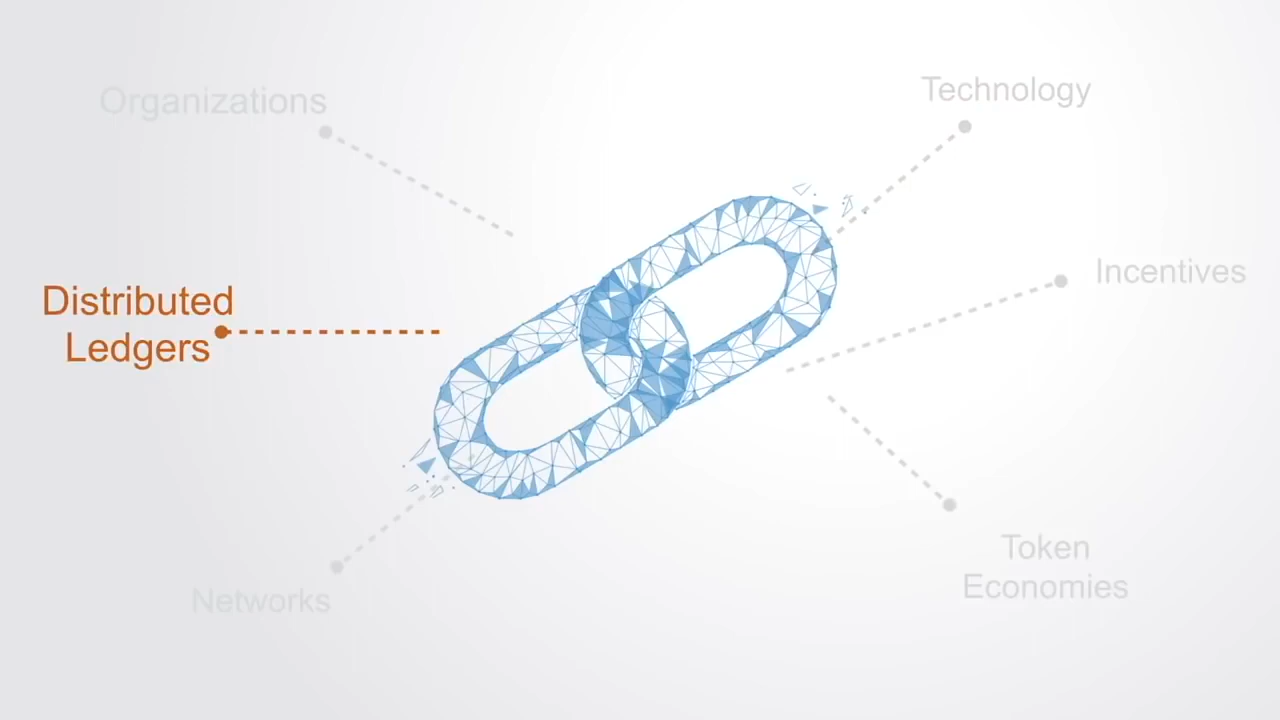 Organizations
Technology
Distributed
Ledgers
Incentives
Token
Economies
Networks